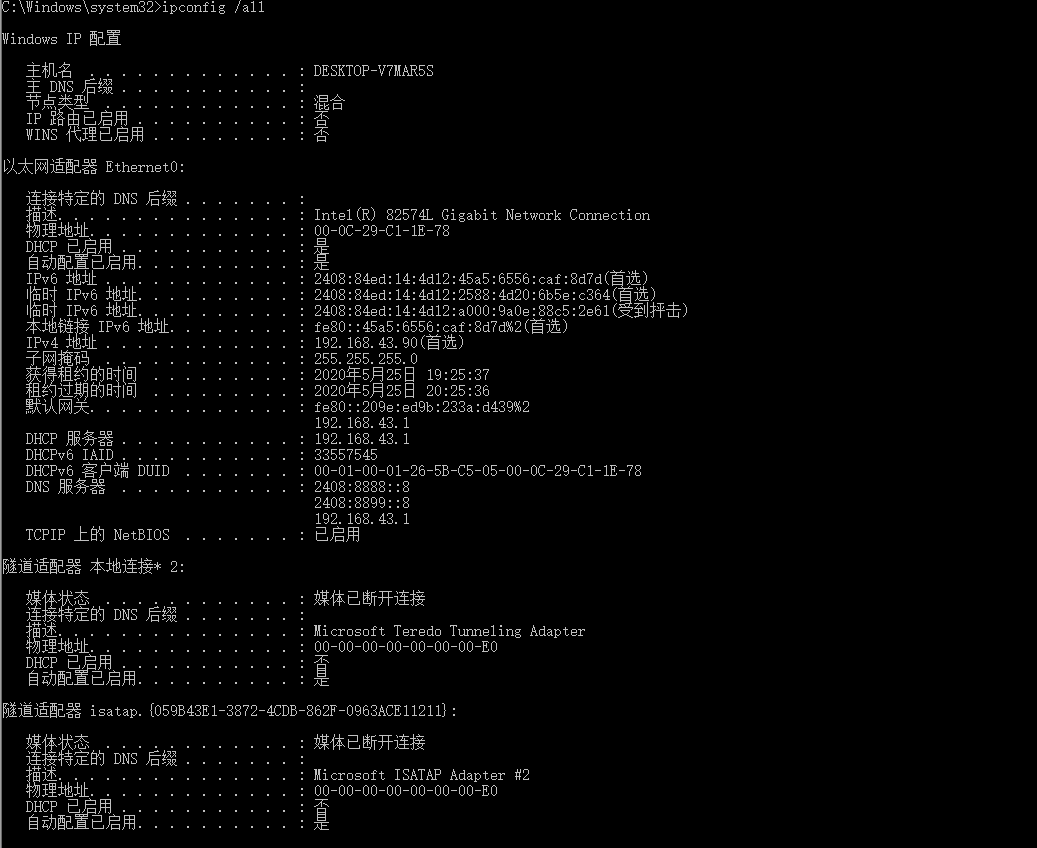 C:\Windows\system32>ipconfig /all
Windows IP 配置
主机名 . . . . . . . . . . . . . : DESKTOP-V7MAR5S
主 DNS 后缀 . . . . . . . . . . . :
节点类型 . . . . . . . . . . . . : 混合
IP 路由已启用 . . . . . . . . . . : 否
WINS 代理已启用 . . . . . . . . . : 否
以太网适配器 Ethernet0:
连接特定的 DNS 后缀 . . . . . . . :
描述. . . . . . . . . . . . . . . : Intel(R) 82574L Gigabit Network Connection
物理地址. . . . . . . . . . . . . : 00-0C-29-C1-1E-78
DHCP 已启用 . . . . . . . . . . . : 是
自动配置已启用. . . . . . . . . . : 是
IPv6 地址 . . . . . . . . . . . . : 2408:84ed:14:4d12:45a5:6556:caf:8d7d(首选)
临时 IPv6 地址. . . . . . . . . . : 2408:84ed:14:4d12:2588:4d20:6b5e:c364(首选)
临时 IPv6 地址. . . . . . . . . . : 2408:84ed:14:4d12:a000:9a0e:88c5:2e61(受到抨击)
本地链接 IPv6 地址. . . . . . . . : fe80::45a5:6556:caf:8d7d%2(首选)
IPv4 地址 . . . . . . . . . . . . : 192.168.43.90(首选)
子网掩码 . . . . . . . . . . . . : 255.255.255.0
获得租约的时间 . . . . . . . . . : 2020年5月25日 19:25:37
租约过期的时间 . . . . . . . . . : 2020年5月25日 20:25:36
默认网关. . . . . . . . . . . . . : fe80::209e:ed9b:233a:d439%2
192.168.43.1
DHCP 服务器 . . . . . . . . . . . : 192.168.43.1
DHCPv6 IAID . . . . . . . . . . . : 33557545
DHCPv6 客户端 DUID . . . . . . . : 00-01-00-01-26-5B-C5-05-00-0C-29-C1-1E-78
DNS 服务器 . . . . . . . . . . . : 2408:8888::8
2408:8899::8
192.168.43.1
TCPIP 上的 NetBIOS . . . . . . . : 已启用
隧道适配器 本地连接* 2:
媒体状态 . . . . . . . . . . . . : 媒体已断开连接
连接特定的 DNS 后缀 . . . . . . . :
描述. . . . . . . . . . . . . . . : Microsoft Teredo Tunneling Adapter
物理地址. . . . . . . . . . . . . : 00-00-00-00-00-00-00-E0
DHCP 已启用 . . . . . . . . . . . : 否
自动配置已启用. . . . . . . . . . : 是
隧道适配器 isatap.{059B43E1-3872-4CDB-862F-0963ACE11211}:
媒体状态 . . . . . . . . . . . . : 媒体已断开连接
连接特定的 DNS 后缀 . . . . . . . :
描述. . . . . . . . . . . . . . . : Microsoft ISATAP Adapter #2
物理地址. . . . . . . . . . . . . : 00-00-00-00-00-00-00-E0
DHCP 已启用 . . . . . . . . . . . : 否
自动配置已启用. . . . . . . . . . : 是